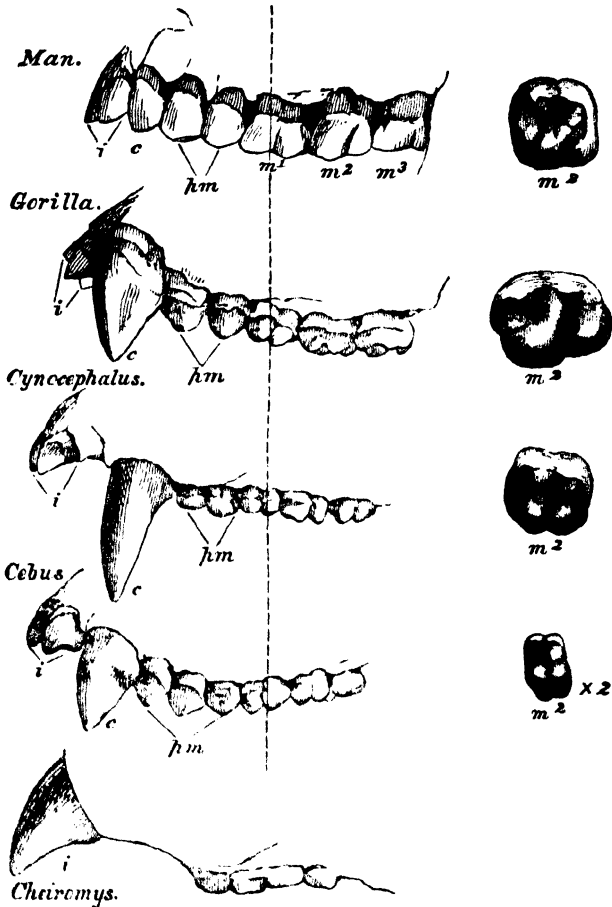 Man.
i c pm m1 m2 m3 m2
Gorilla.
i c pm m2
Cynocephalus.
i c pm m2
Cebus
i c pm m2 ×2
i
Cheiromys.